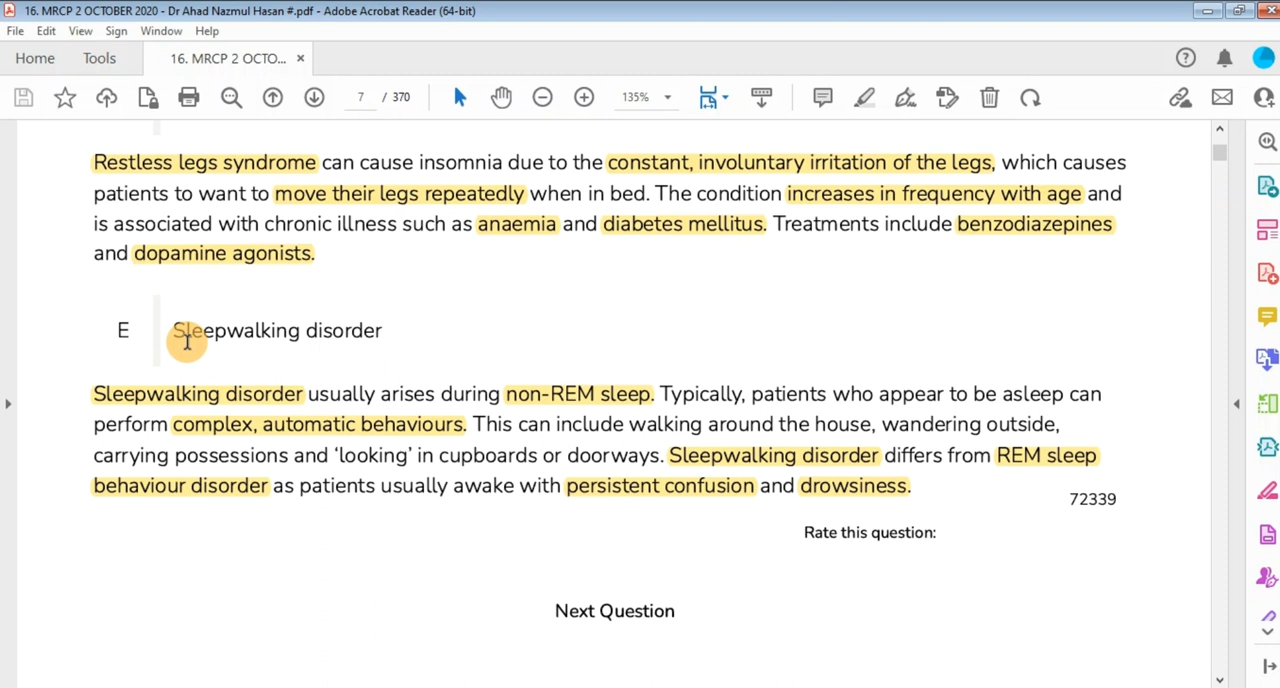 16. MRCP 2 OCTOBER 2020 - Dr Ahad Nazmul Hasan #.pdf - Adobe Acrobat Reader (64-bit)
File Edit View Sign Window Help
Home Tools 16. MRCP 2 OCTO... ×
7 / 370 135%
Restless legs syndrome can cause insomnia due to the constant, involuntary irritation of the legs, which causes
patients to want to move their legs repeatedly when in bed. The condition increases in frequency with age and
is associated with chronic illness such as anaemia and diabetes mellitus. Treatments include benzodiazepines
and dopamine agonists.
E Sleepwalking disorder
Sleepwalking disorder usually arises during non-REM sleep. Typically, patients who appear to be asleep can
perform complex, automatic behaviours. This can include walking around the house, wandering outside,
carrying possessions and ‘looking’ in cupboards or doorways. Sleepwalking disorder differs from REM sleep
behaviour disorder as patients usually awake with persistent confusion and drowsiness.
72339
Rate this question:
Next Question